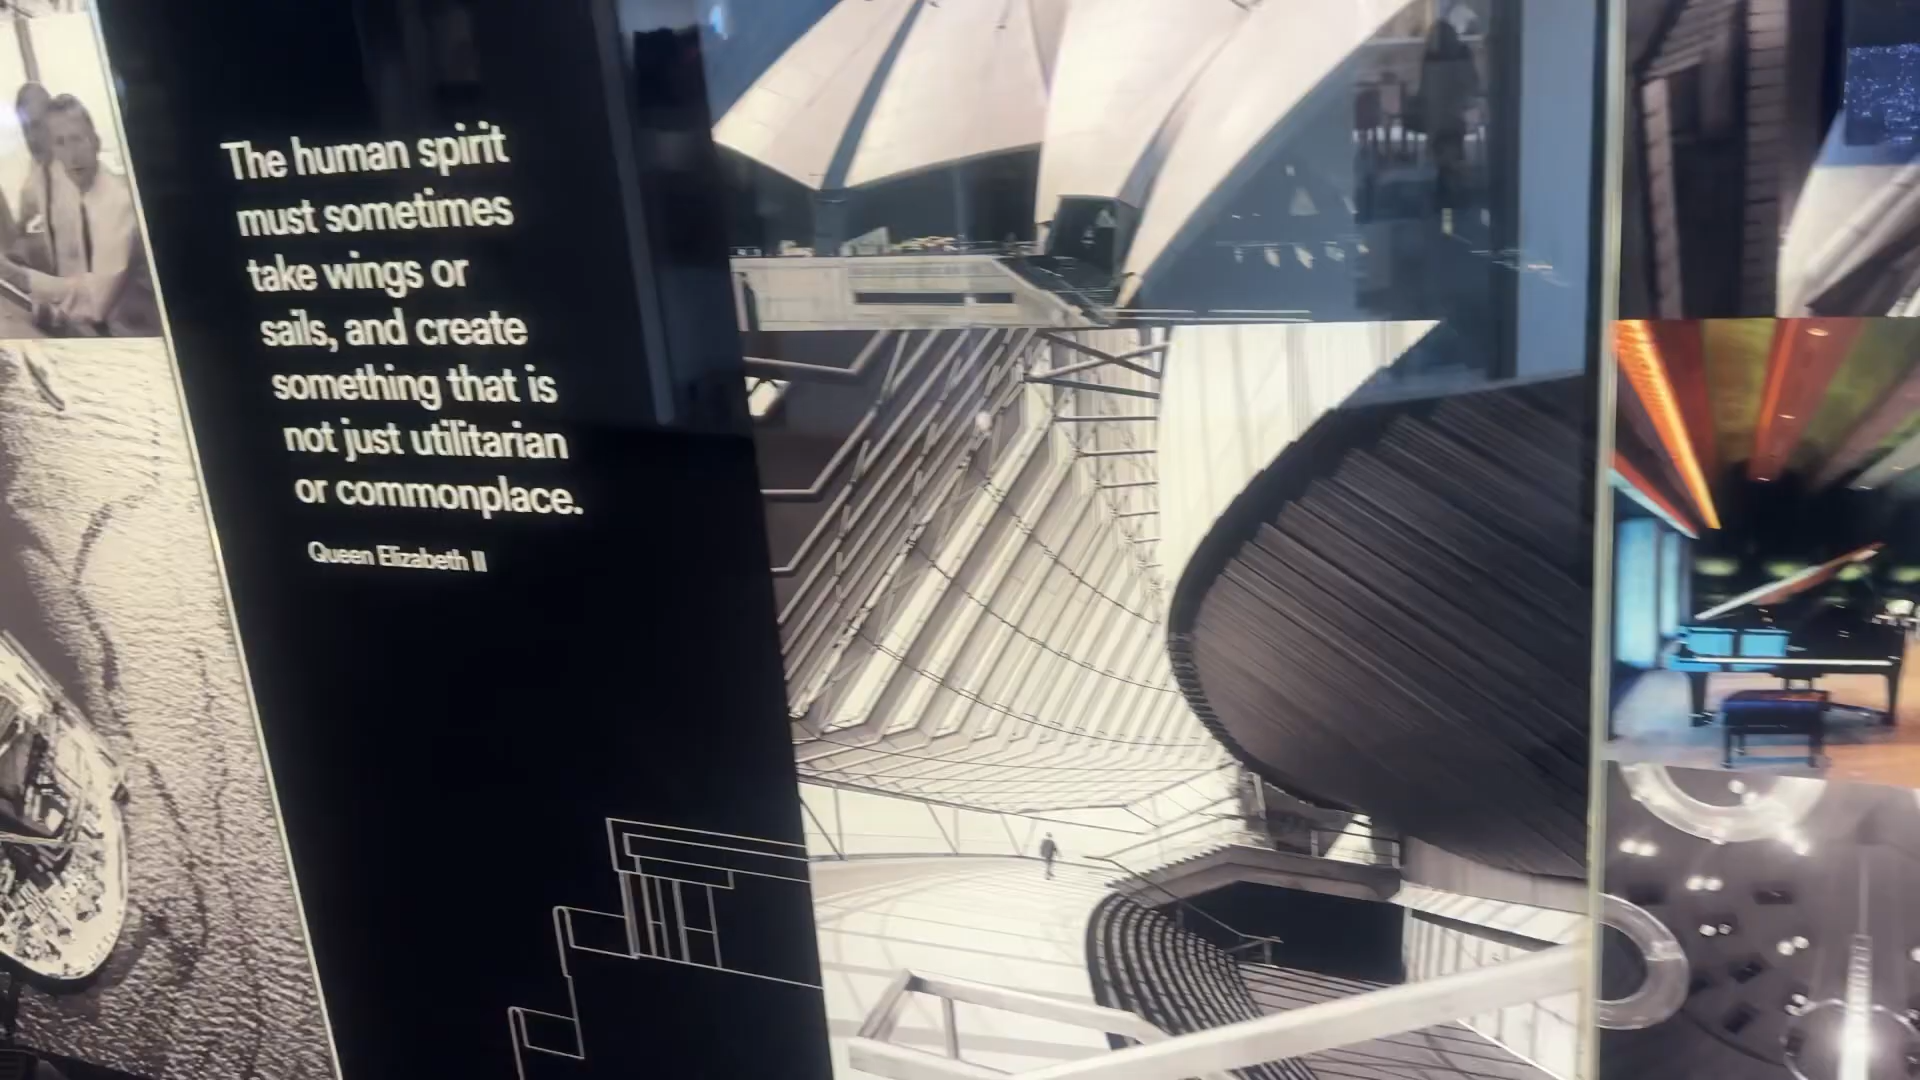 The human spirit
must sometimes
take wings or
sails, and create
something that is
not just utilitarian
or commonplace.
Queen Elizabeth II